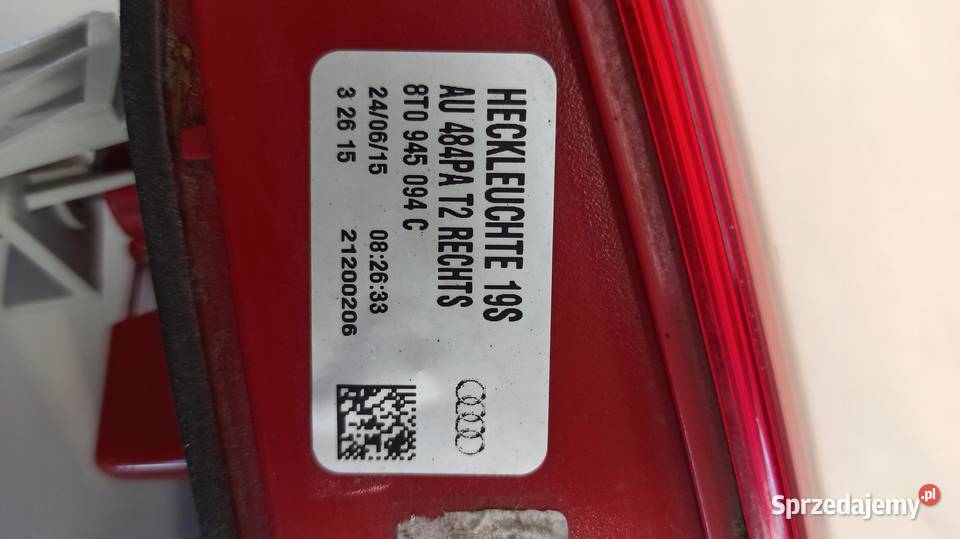 HECKLEUCHTE 19S
AU 484PA T2 RECHTS
8T0 945 094 C
24/06/15 08:26:33
3 26 15 21200206
Sprzedajemy.pl